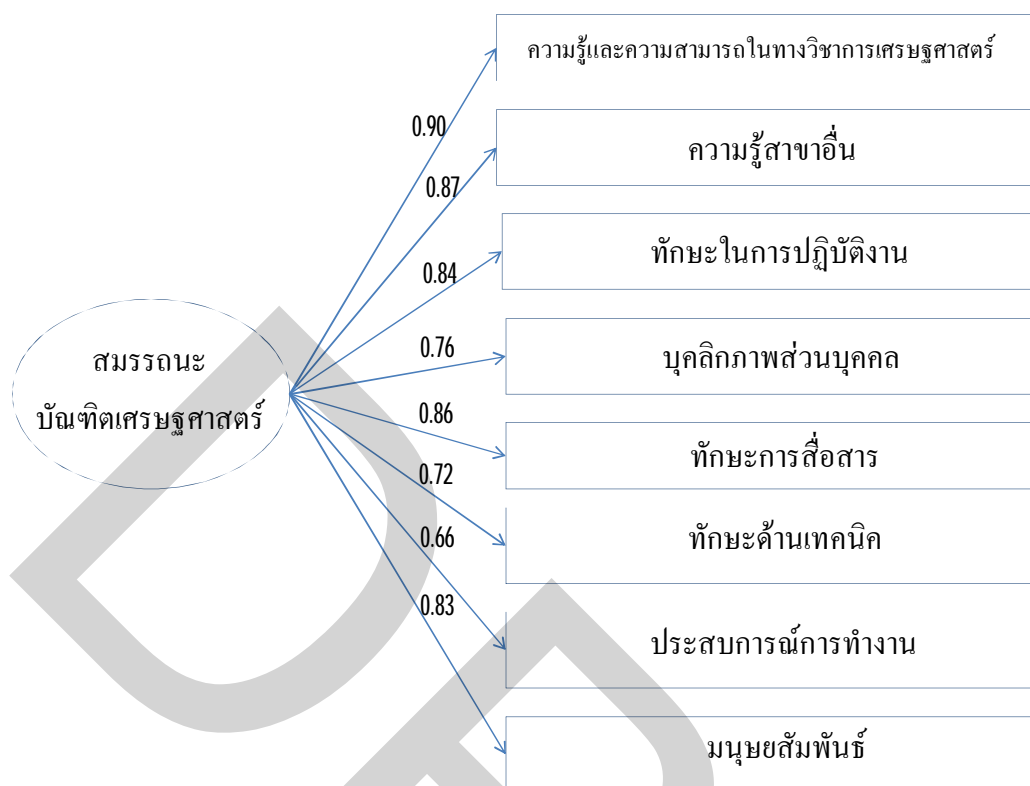 ความรู้และความสามารถในทางวิชาการเศรษฐศาสตร์
0.90
ความรู้สาขาอื่น
0.87
ทักษะในการปฏิบัติงาน
0.84
สมรรถนะ
บัณฑิตเศรษฐศาสตร์
0.76
บุคลิกภาพส่วนบุคคล
0.86
ทักษะการสื่อสาร
0.72
ทักษะด้านเทคนิค
0.66
ประสบการณ์การทำงาน
0.83
มนุษยสัมพันธ์